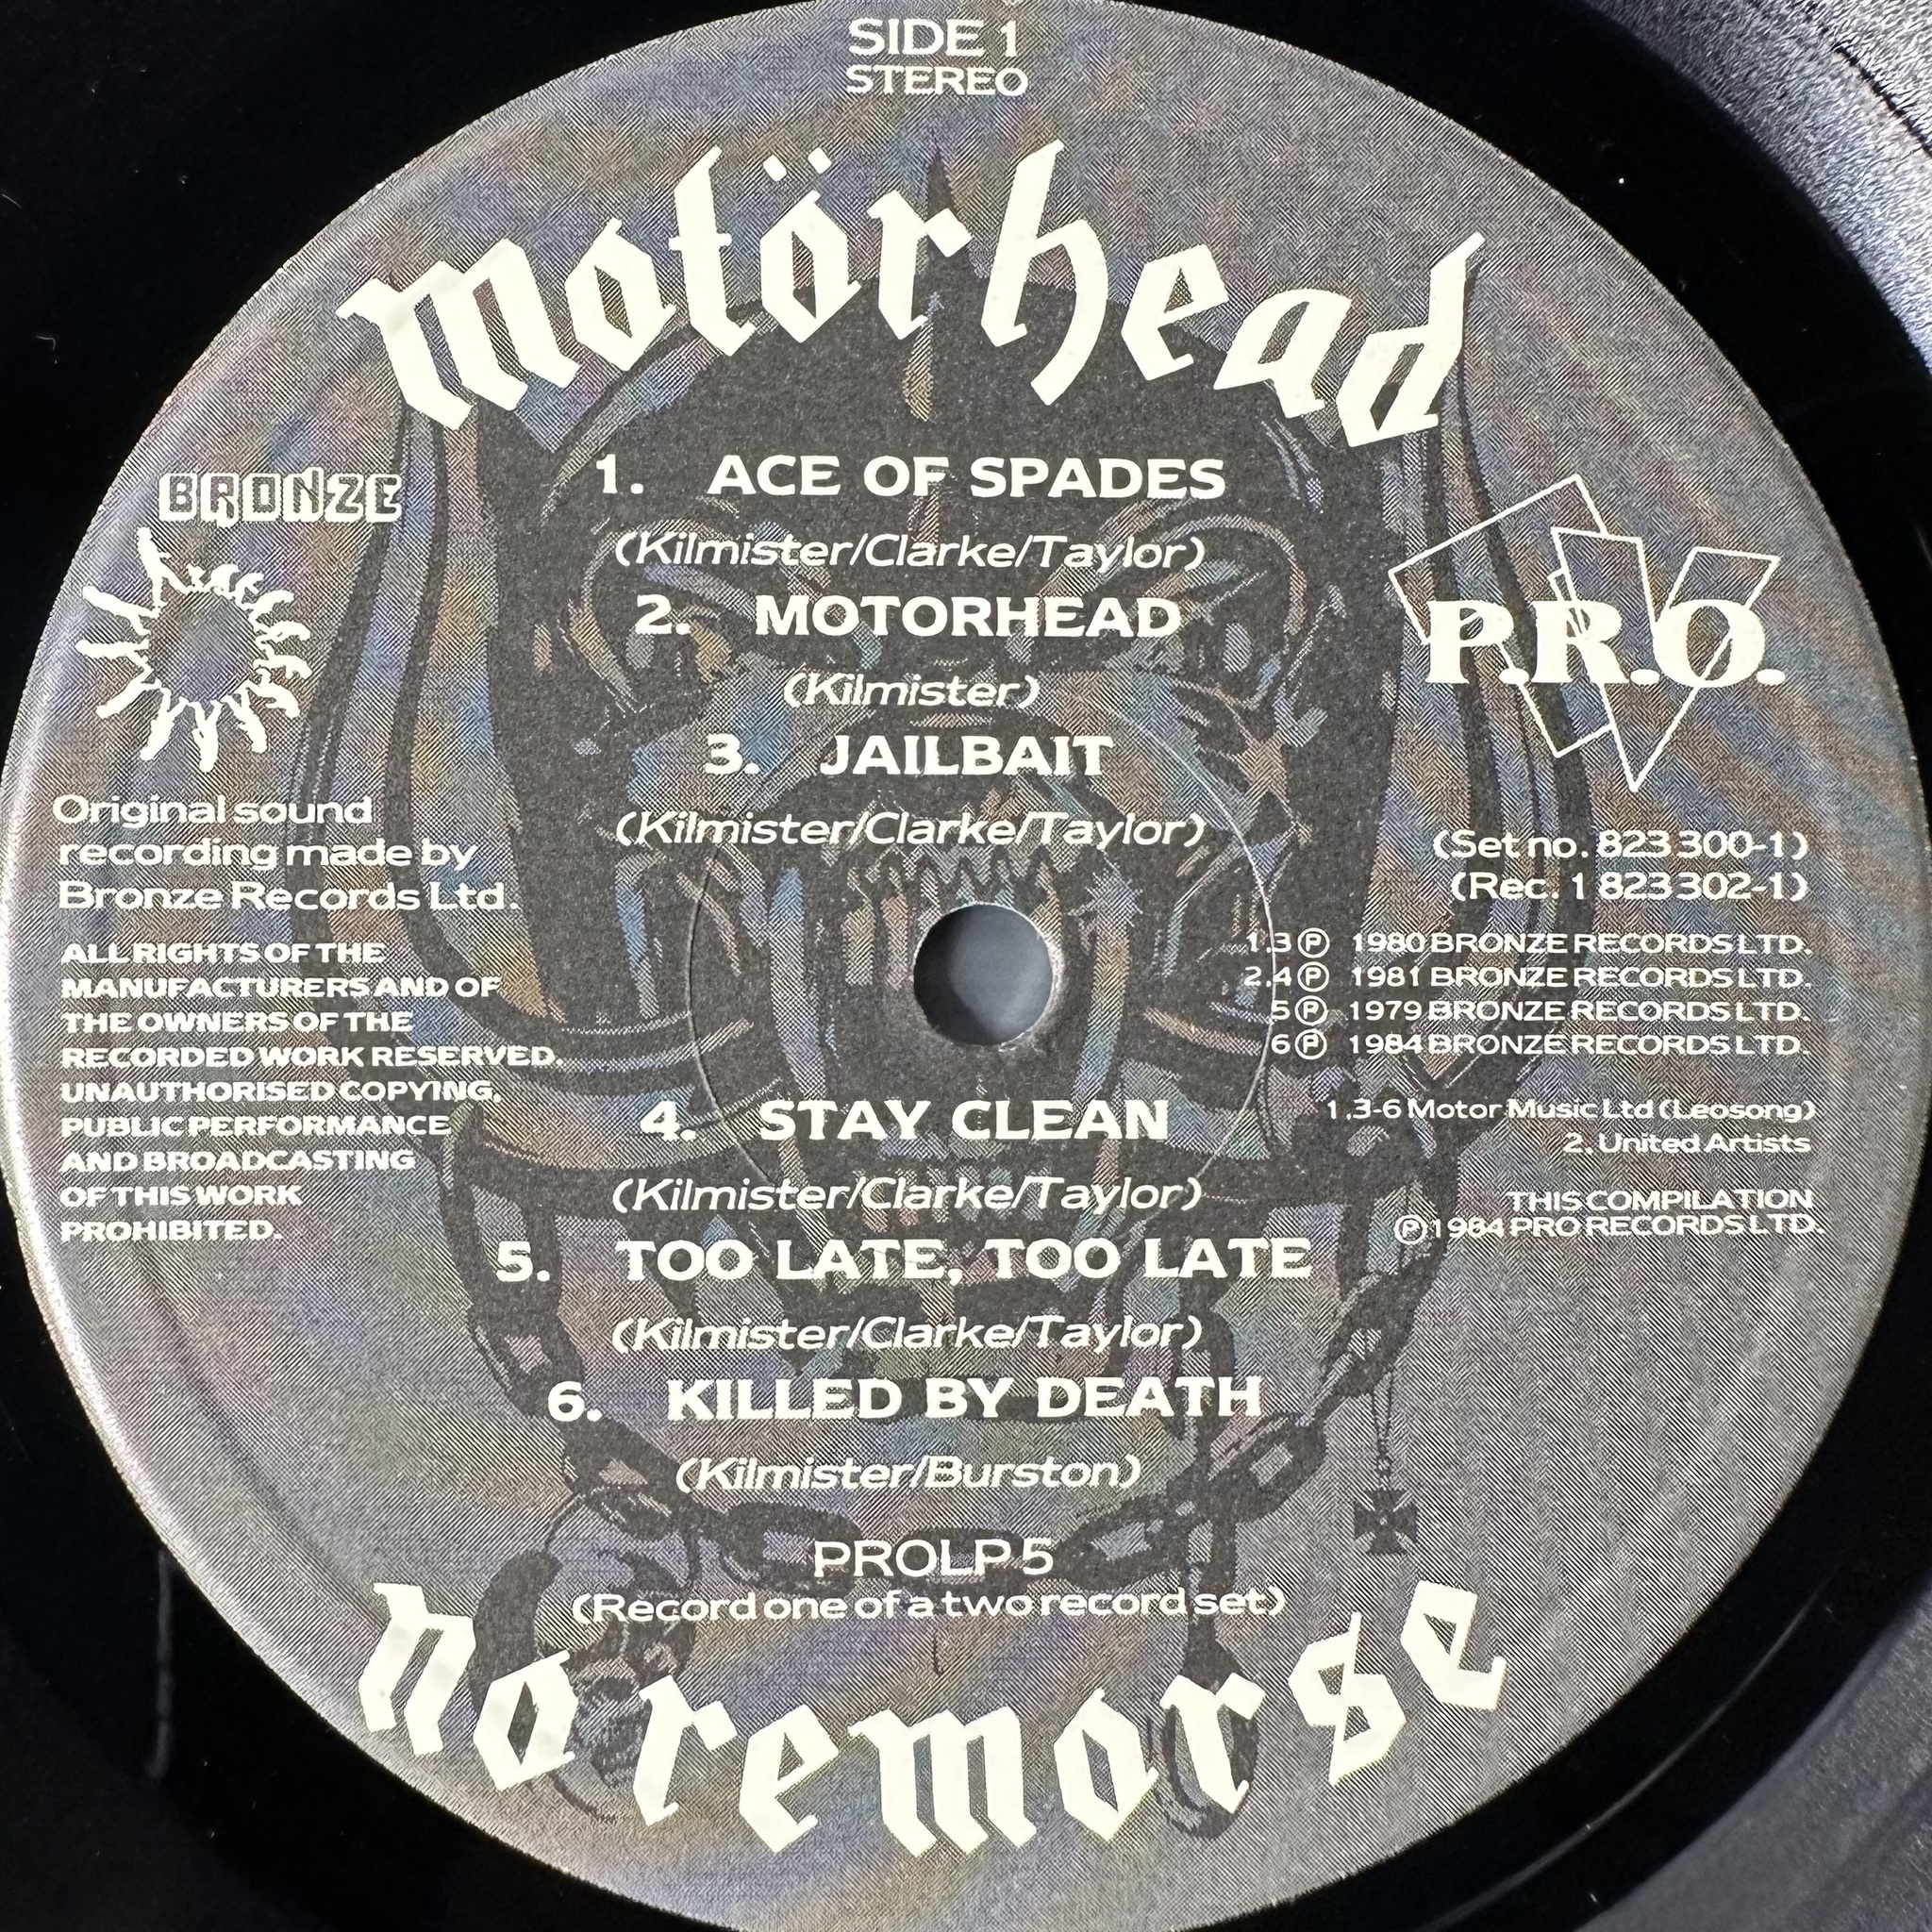 SIDE 1
STEREO
motörhead
1. ACE OF SPADES
(Kilmister/Clarke/Taylor)
2. MOTORHEAD
(Kilmister)
3. JAILBAIT
(Kilmister/Clarke/Taylor)
BRONZE
Original sound
recording made by
Bronze Records Ltd.
ALL RIGHTS OF THE
MANUFACTURERS AND OF
THE OWNERS OF THE
RECORDED WORK RESERVED.
UNAUTHORISED COPYING,
PUBLIC PERFORMANCE
AND BROADCASTING
OF THIS WORK
PROHIBITED.
P.R.O.
(Set no. 823 300-1)
(Rec. 1 823 302-1)
1.3 ℗ 1980 BRONZE RECORDS LTD.
2.4 ℗ 1981 BRONZE RECORDS LTD.
5 ℗ 1979 BRONZE RECORDS LTD.
6 ℗ 1984 BRONZE RECORDS LTD.
1.3-6 Motor Music Ltd (Leosong)
2. United Artists
THIS COMPILATION
℗ 1984 PRO RECORDS LTD.
4. STAY CLEAN
(Kilmister/Clarke/Taylor)
5. TOO LATE, TOO LATE
(Kilmister/Clarke/Taylor)
6. KILLED BY DEATH
(Kilmister/Burston)
PROLP 5
(Record one of a two record set)
no remorse